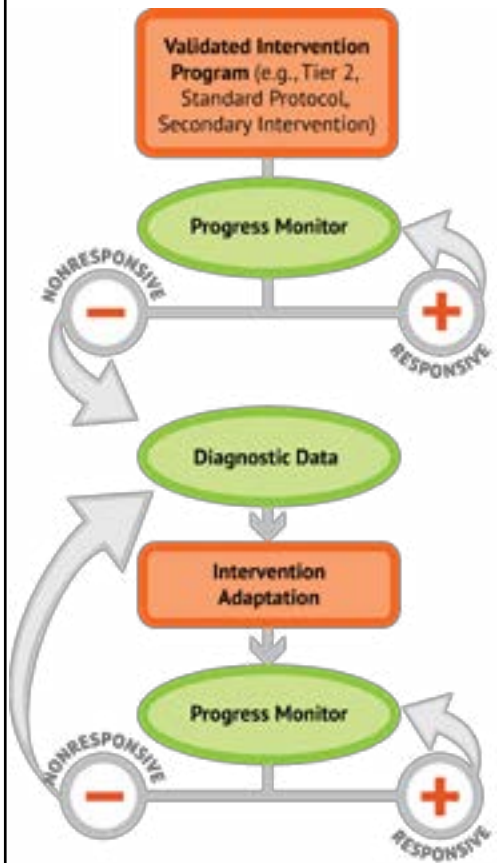 Validated Intervention
Program (e.g., Tier 2,
Standard Protocol,
Secondary Intervention)
Progress Monitor
NONRESPONSIVE
RESPONSIVE
Diagnostic Data
Intervention
Adaptation
Progress Monitor
NONRESPONSIVE
RESPONSIVE